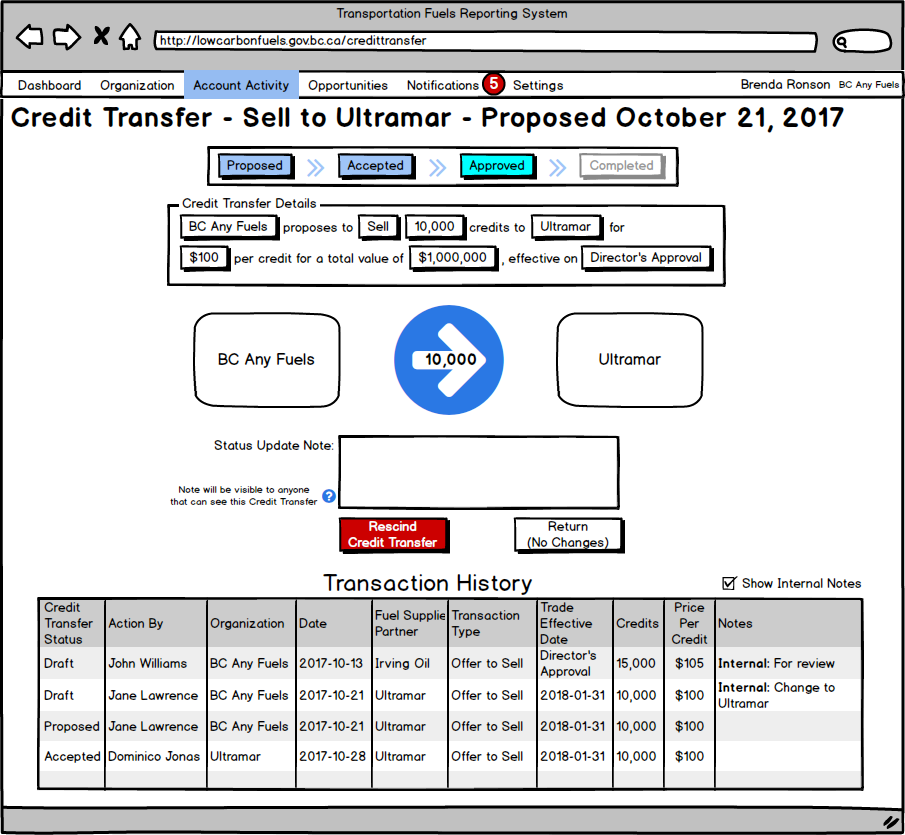 Transportation Fuels Reporting System
http://lowcarbonfuels.gov.bc.ca/credittransfer
Dashboard Organization Account Activity Opportunities Notifications 5 Settings Brenda Ronson BC Any Fuels
Credit Transfer - Sell to Ultramar - Proposed October 21, 2017
Proposed Accepted Approved Completed
Credit Transfer Details
BC Any Fuels proposes to Sell 10,000 credits to Ultramar for
$100 per credit for a total value of $1,000,000 , effective on Director's Approval
BC Any Fuels 10,000 Ultramar
Status Update Note:
Note will be visible to anyone
that can see this Credit Transfer ?
Rescind
Credit Transfer
Return
(No Changes)
Transaction History
Show Internal Notes
Credit
Transfer
Status
Action By
Organization
Date
Fuel Supplie
Partner
Transaction
Type
Trade
Effective
Date
Credits
Price
Per
Credit
Notes
Draft John Williams BC Any Fuels 2017-10-13 Irving Oil Offer to Sell Director's
Approval 15,000 $105 Internal: For review
Draft Jane Lawrence BC Any Fuels 2017-10-21 Ultramar Offer to Sell 2018-01-31 10,000 $100 Internal: Change to
Ultramar
Proposed Jane Lawrence BC Any Fuels 2017-10-21 Ultramar Offer to Sell 2018-01-31 10,000 $100
Accepted Dominico Jonas Ultramar 2017-10-28 Ultramar Offer to Sell 2018-01-31 10,000 $100